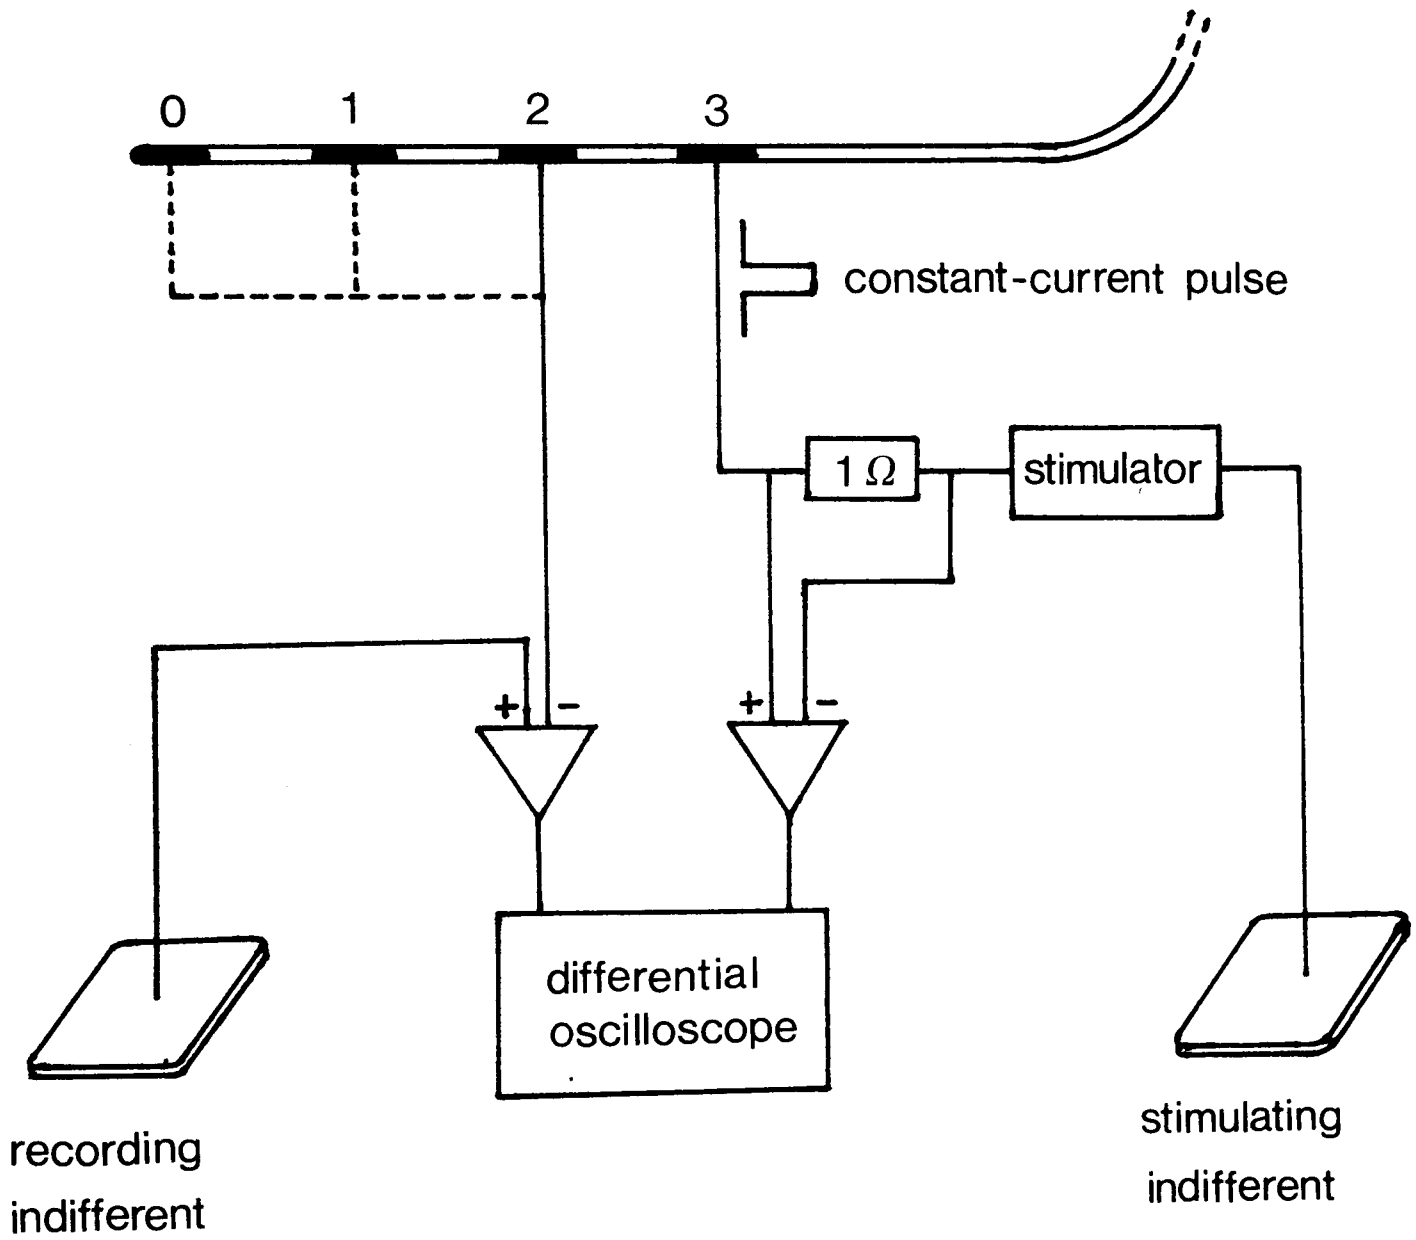 0 1 2 3
constant-current pulse
1 Ω
stimulator
+ −
+ −
differential
oscilloscope
recording
indifferent
stimulating
indifferent